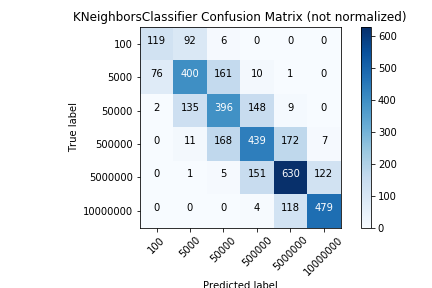 KNeighborsClassifier Confusion Matrix (not normalized)
100 119 92 6 0 0 0
5000 76 400 161 10 1 0
50000 2 135 396 148 9 0
500000 0 11 168 439 172 7
5000000 0 1 5 151 630 122
10000000 0 0 0 4 118 479
100 5000 50000 500000 5000000 10000000
True label
Predicted label
600
500
400
300
200
100
0